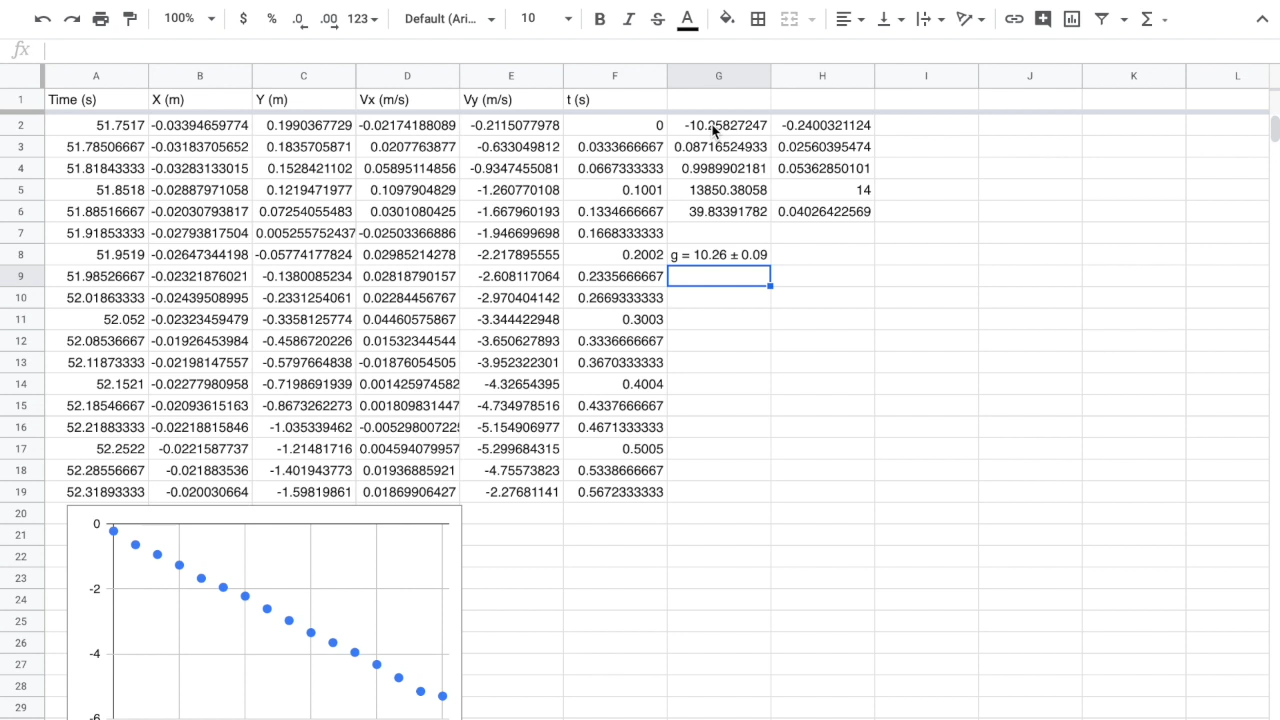 100% $ % .0 .00 123 Default (Ari... 10 B I S A
fx
A B C D E F G H I J K L
1 Time (s) X (m) Y (m) Vx (m/s) Vy (m/s) t (s)
2 51.7517 -0.03394659774 0.1990367729 -0.02174188089 -0.2115077978 0 -10.25827247 -0.2400321124
3 51.78506667 -0.03183705652 0.1835705871 0.0207763877 -0.633049812 0.0333666667 0.08716524933 0.02560395474
4 51.81843333 -0.03283133015 0.1528421102 0.05895114856 -0.9347455081 0.0667333333 0.9989902181 0.05362850101
5 51.8518 -0.02887971058 0.1219471977 0.1097904829 -1.260770108 0.1001 13850.38058 14
6 51.88516667 -0.02030793817 0.07254055483 0.0301080425 -1.667960193 0.1334666667 39.83391782 0.04026422569
7 51.91853333 -0.02793817504 0.005255752437 -0.02503366886 -1.946699698 0.1668333333
8 51.9519 -0.02647344198 -0.05774177824 0.02985214278 -2.217895555 0.2002 g = 10.26 ± 0.09
9 51.98526667 -0.02321876021 -0.1380085234 0.02818790157 -2.608117064 0.2335666667
10 52.01863333 -0.02439508995 -0.2331254061 0.02284456767 -2.970404142 0.2669333333
11 52.052 -0.02323459479 -0.3358125774 0.04460575867 -3.344422948 0.3003
12 52.08536667 -0.01926453984 -0.4586720226 0.01532344544 -3.650627893 0.3336666667
13 52.11873333 -0.02198147557 -0.5797664838 -0.01876054505 -3.952322301 0.3670333333
14 52.1521 -0.02277980958 -0.7198691939 0.001425974582 -4.32654395 0.4004
15 52.18546667 -0.02093615163 -0.8673262273 0.001809831447 -4.734978516 0.4337666667
16 52.21883333 -0.02218815846 -1.035339462 -0.005298007225 -5.154906977 0.4671333333
17 52.2522 -0.0221587737 -1.21481716 0.004594079957 -5.299684315 0.5005
18 52.28556667 -0.021883536 -1.401943773 0.01936885921 -4.75573823 0.5338666667
19 52.31893333 -0.020030664 -1.59819861 0.01869906427 -2.27681141 0.5672333333
20
0
21
22
-2
23
24
25
26
-4
27
28
29
-6